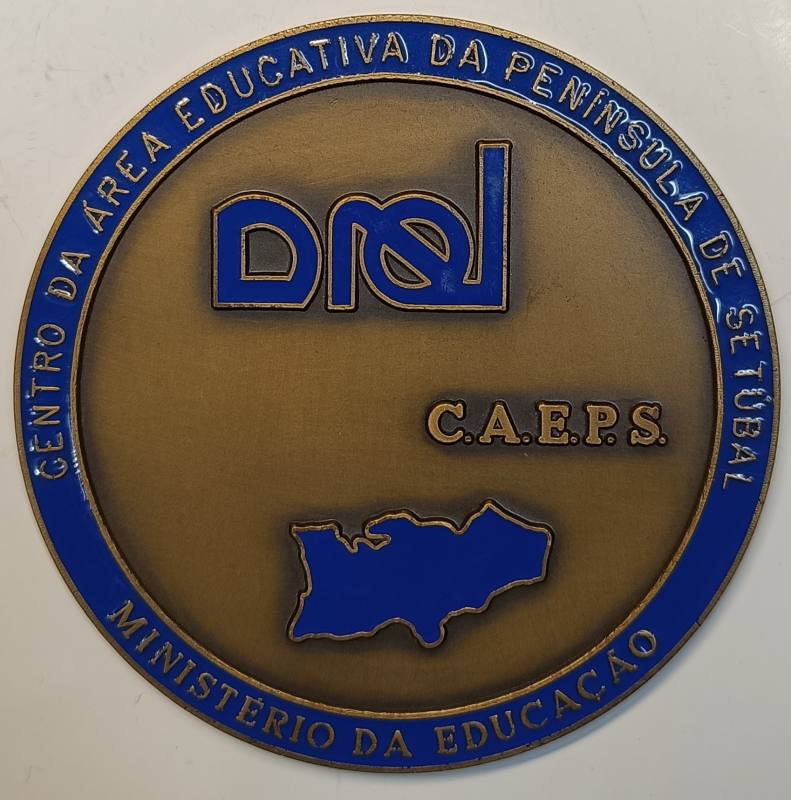 CENTRO DA ÁREA EDUCATIVA DA PENÍNSULA DE SETÚBAL
Drel
C.A.E.P.S.
MINISTÉRIO DA EDUCAÇÃO